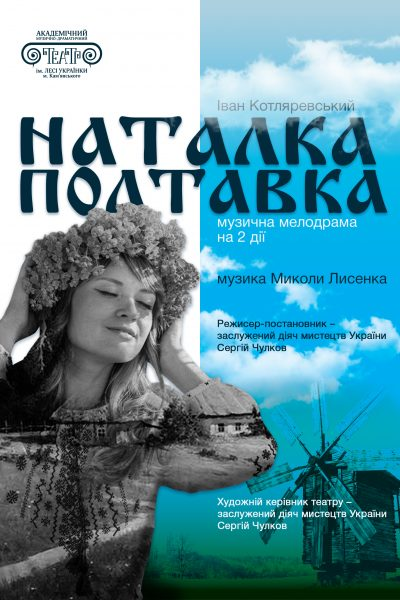 АКАДЕМІЧНИЙ
МУЗИЧНО-ДРАМАТИЧНИЙ
ТЕАТР
ім. ЛЕСІ УКРАЇНКИ
м. Кам'янського
Іван Котляревський
НАТАЛКА
ПОЛТАВКА
музична мелодрама
на 2 дії
музика Миколи Лисенка
Режисер-постановник –
заслужений діяч мистецтв України
Сергій Чулков
Художній керівник театру –
заслужений діяч мистецтв України
Сергій Чулков